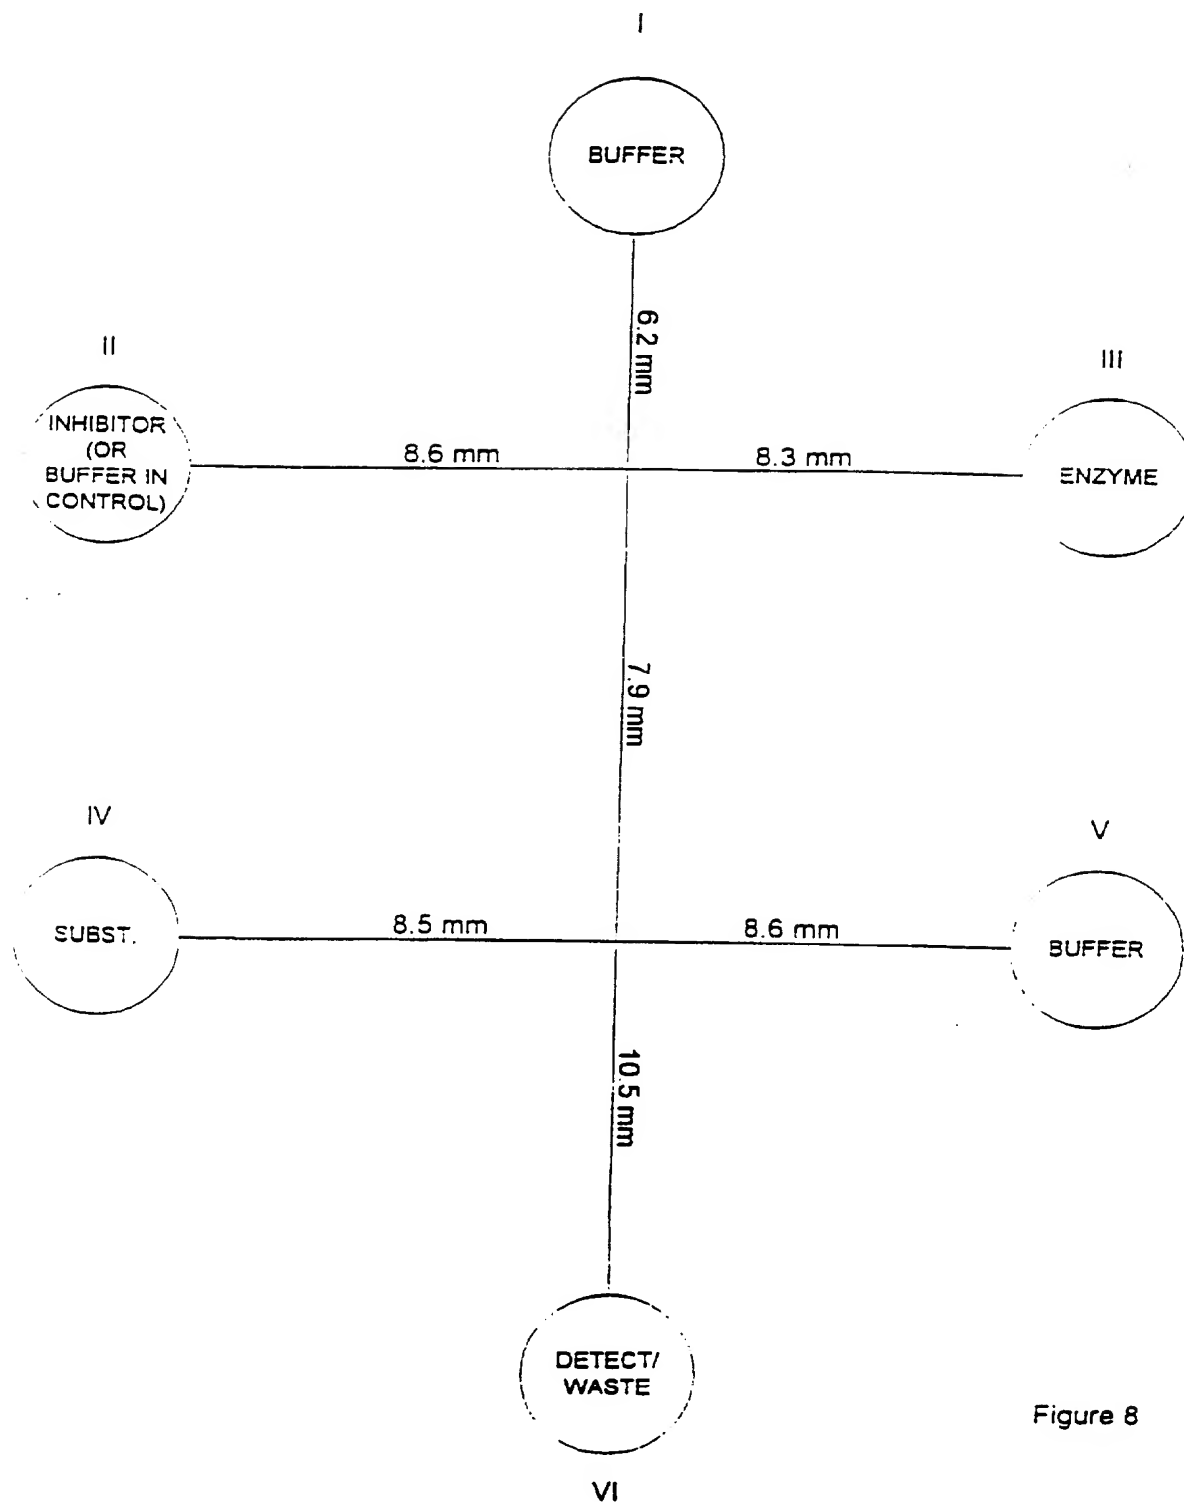 I
BUFFER
6.2 mm
II
III
INHIBITOR
(OR
BUFFER IN
CONTROL)
8.6 mm
8.3 mm
ENZYME
7.9 mm
IV
V
SUBST.
8.5 mm
8.6 mm
BUFFER
10.5 mm
DETECT/
WASTE
Figure 8
VI